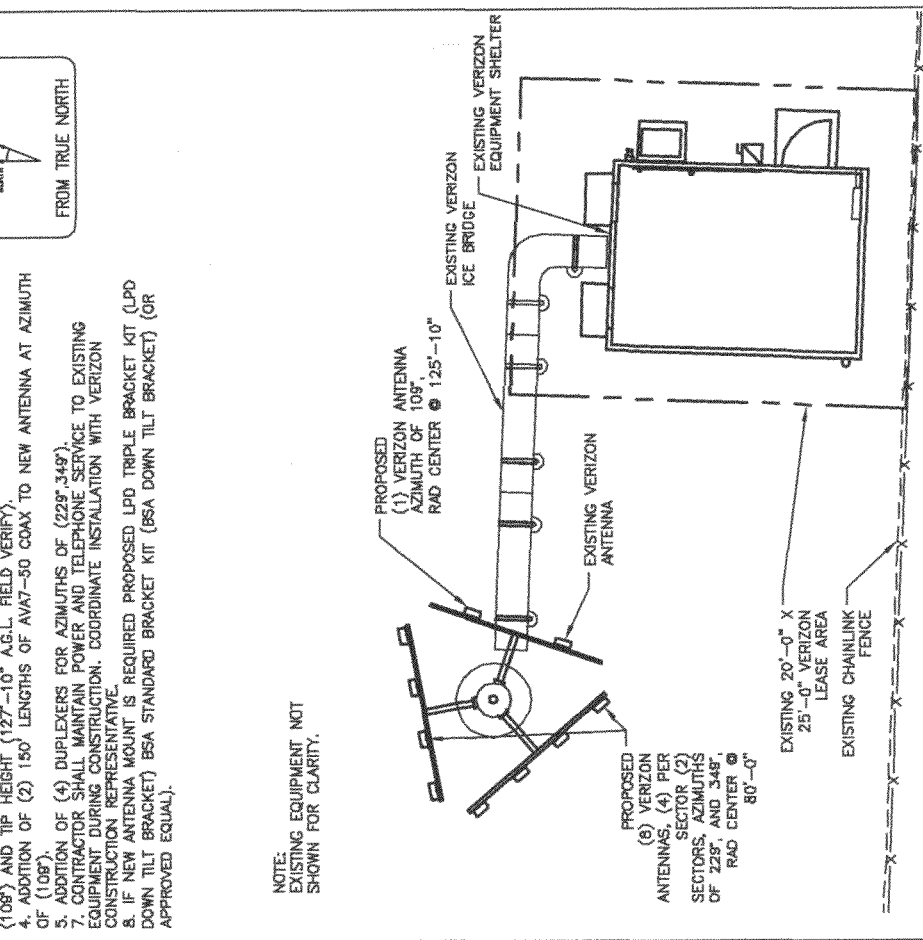 FROM TRUE NORTH
(109°) AND TIP HEIGHT (127'-10" A.G.L. FIELD VERIFY).
4. ADDITION OF (2) 150' LENGTHS OF AVA7-50 COAX TO NEW ANTENNA AT AZIMUTH
OF (109°).
5. ADDITION OF (4) DUPLEXERS FOR AZIMUTHS OF (229°,349°).
7. CONTRACTOR SHALL MAINTAIN POWER AND TELEPHONE SERVICE TO EXISTING
EQUIPMENT DURING CONSTRUCTION. COORDINATE INSTALLATION WITH VERIZON
CONSTRUCTION REPRESENTATIVE.
8. IF NEW ANTENNA MOUNT IS REQUIRED PROPOSED LPD TRIPLE BRACKET KIT (LPD
DOWN TILT BRACKET) BSA STANDARD BRACKET KIT (BSA DOWN TILT BRACKET) (OR
APPROVED EQUAL).
NOTE:
EXISTING EQUIPMENT NOT
SHOWN FOR CLARITY.
PROPOSED
(1) VERIZON ANTENNA
AZIMUTH OF 109°,
RAD CENTER @ 125'-10"
EXISTING VERIZON
ICE BRIDGE
EXISTING VERIZON
EQUIPMENT SHELTER
EXISTING VERIZON
ANTENNA
PROPOSED
(8) VERIZON
ANTENNAS, (4) PER
SECTOR (2)
SECTORS, AZIMUTHS
OF 229°, AND 349°,
RAD CENTER @
80'-0"
EXISTING 20'-0" X
25'-0" VERIZON
LEASE AREA
EXISTING CHAINLINK
FENCE